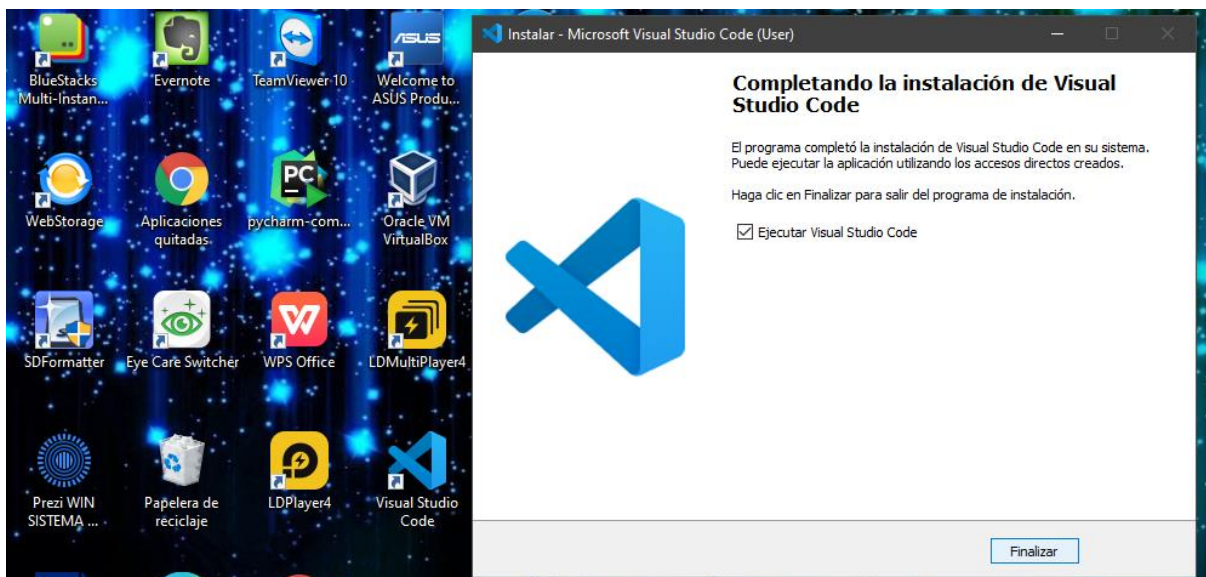 BlueStacks
Multi-Instan...
Evernote
TeamViewer 10
ASUS
Welcome to
ASUS Produ...
WebStorage
Aplicaciones
quitadas
PC
pycharm-com...
Oracle VM
VirtualBox
SDFormatter
Eye Care Switcher
W
WPS Office
LDMultiPlayer4
Prezi WIN
SISTEMA ...
Papelera de
reciclaje
LDPlayer4
Visual Studio
Code
Instalar - Microsoft Visual Studio Code (User)
Completando la instalación de Visual
Studio Code
El programa completó la instalación de Visual Studio Code en su sistema.
Puede ejecutar la aplicación utilizando los accesos directos creados.
Haga clic en Finalizar para salir del programa de instalación.
Ejecutar Visual Studio Code
Finalizar